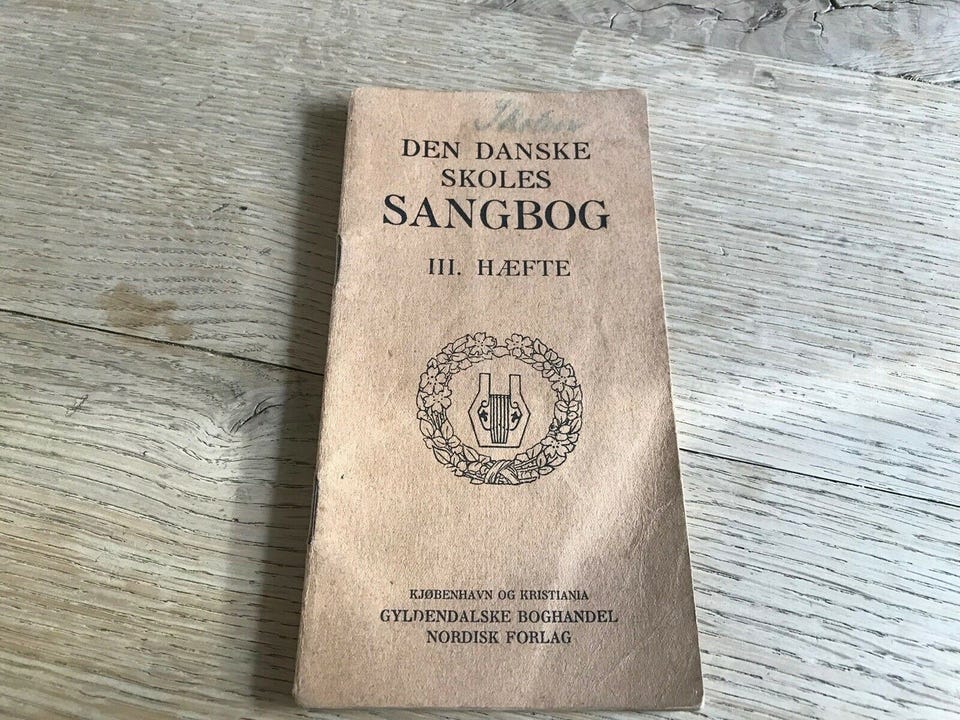 DEN DANSKE
SKOLES
SANGBOG
III. HÆFTE
KJØBENHAVN OG KRISTIANIA
GYLDENDALSKE BOGHANDEL
NORDISK FORLAG